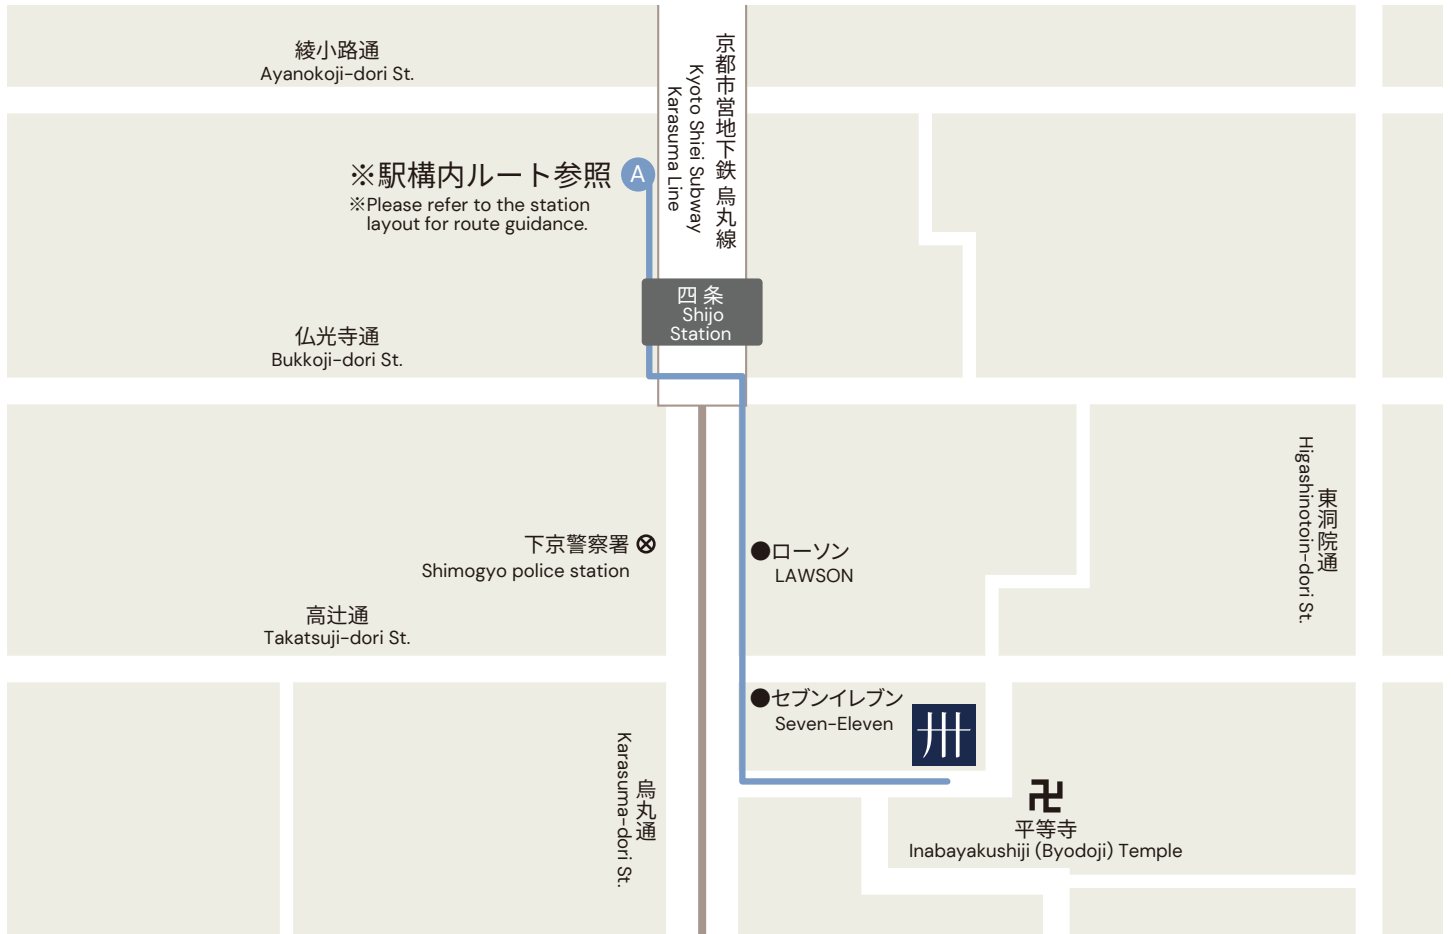 綾小路通
Ayanokoji-dori St.
京都市営地下鉄 烏丸線
Kyoto Shiei Subway
Karasuma Line
※駅構内ルート参照
A
※Please refer to the station
layout for route guidance.
四条
Shijo
Station
仏光寺通
Bukkoji-dori St.
東洞院通
Higashinotoin-dori St.
下京警察署
Shimogyo police station
●ローソン
LAWSON
高辻通
Takatsuji-dori St.
●セブンイレブン
Seven-Eleven
烏丸通
Karasuma-dori St.
卍
平等寺
Inabayakushiji (Byodoji) Temple